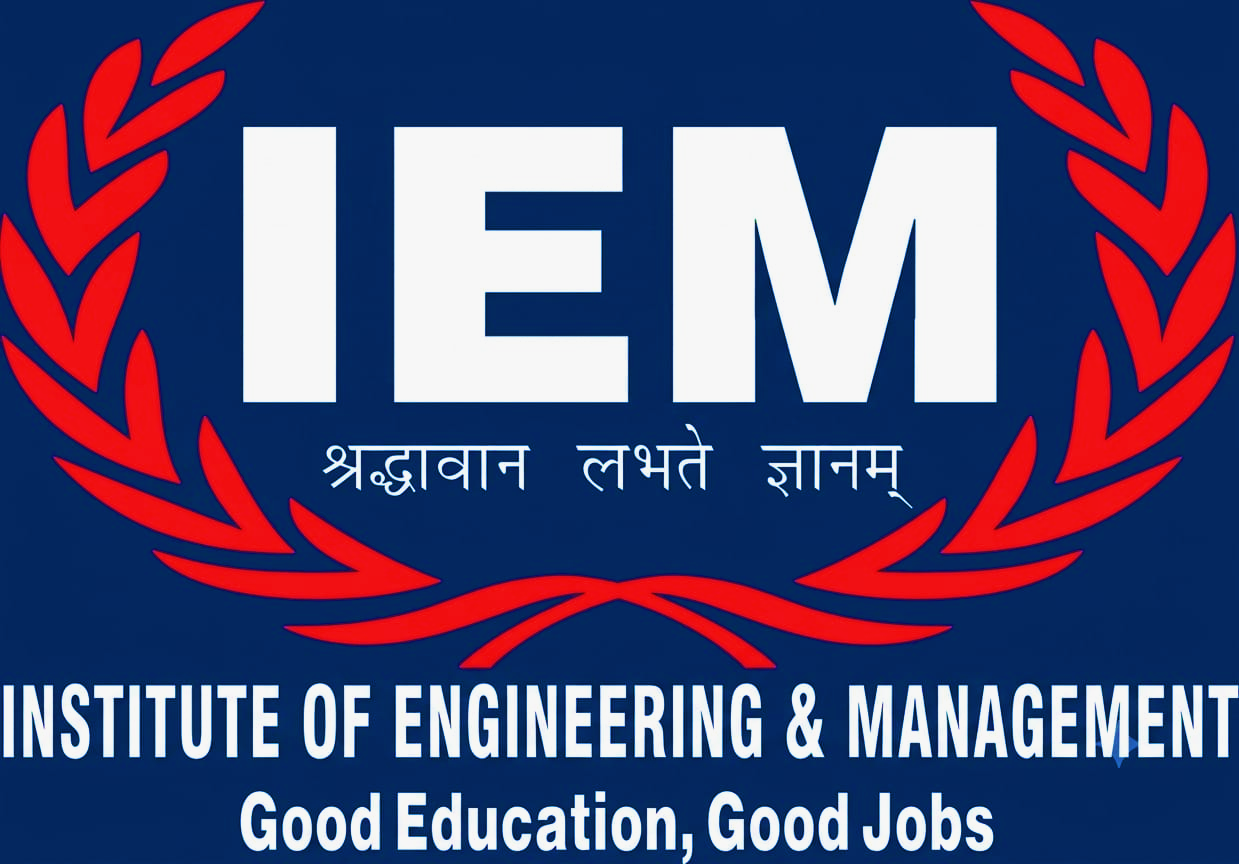 IEM
श्रद्धावान लभते ज्ञानम्
INSTITUTE OF ENGINEERING & MANAGEMENT
Good Education, Good Jobs